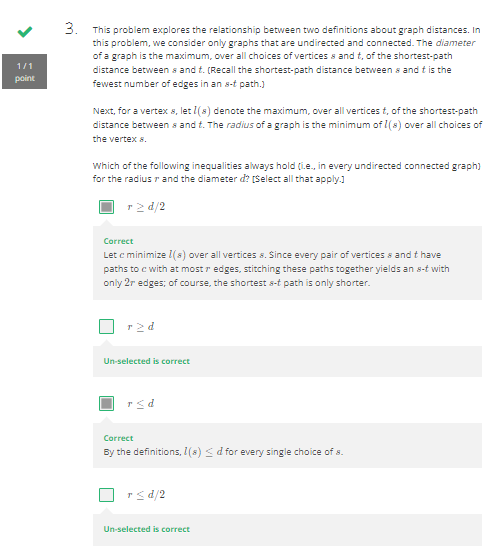 3. This problem explores the relationship between two definitions about graph distances. In
this problem, we consider only graphs that are undirected and connected. The diameter
1/1
point
of a graph is the maximum, over all choices of vertices s and t, of the shortest-path
distance between s and t. (Recall the shortest-path distance between s and t is the
fewest number of edges in an s-t path.)
Next, for a vertex s, let l(s) denote the maximum, over all vertices t, of the shortest-path
distance between s and t. The radius of a graph is the minimum of l(s) over all choices of
the vertex s.
Which of the following inequalities always hold (i.e., in every undirected connected graph)
for the radius r and the diameter d? [Select all that apply.]
r ≥ d/2
Correct
Let c minimize l(s) over all vertices s. Since every pair of vertices s and t have
paths to c with at most r edges, stitching these paths together yields an s-t with
only 2r edges; of course, the shortest s-t path is only shorter.
r ≥ d
Un-selected is correct
r ≤ d
Correct
By the definitions, l(s) ≤ d for every single choice of s.
r ≤ d/2
Un-selected is correct